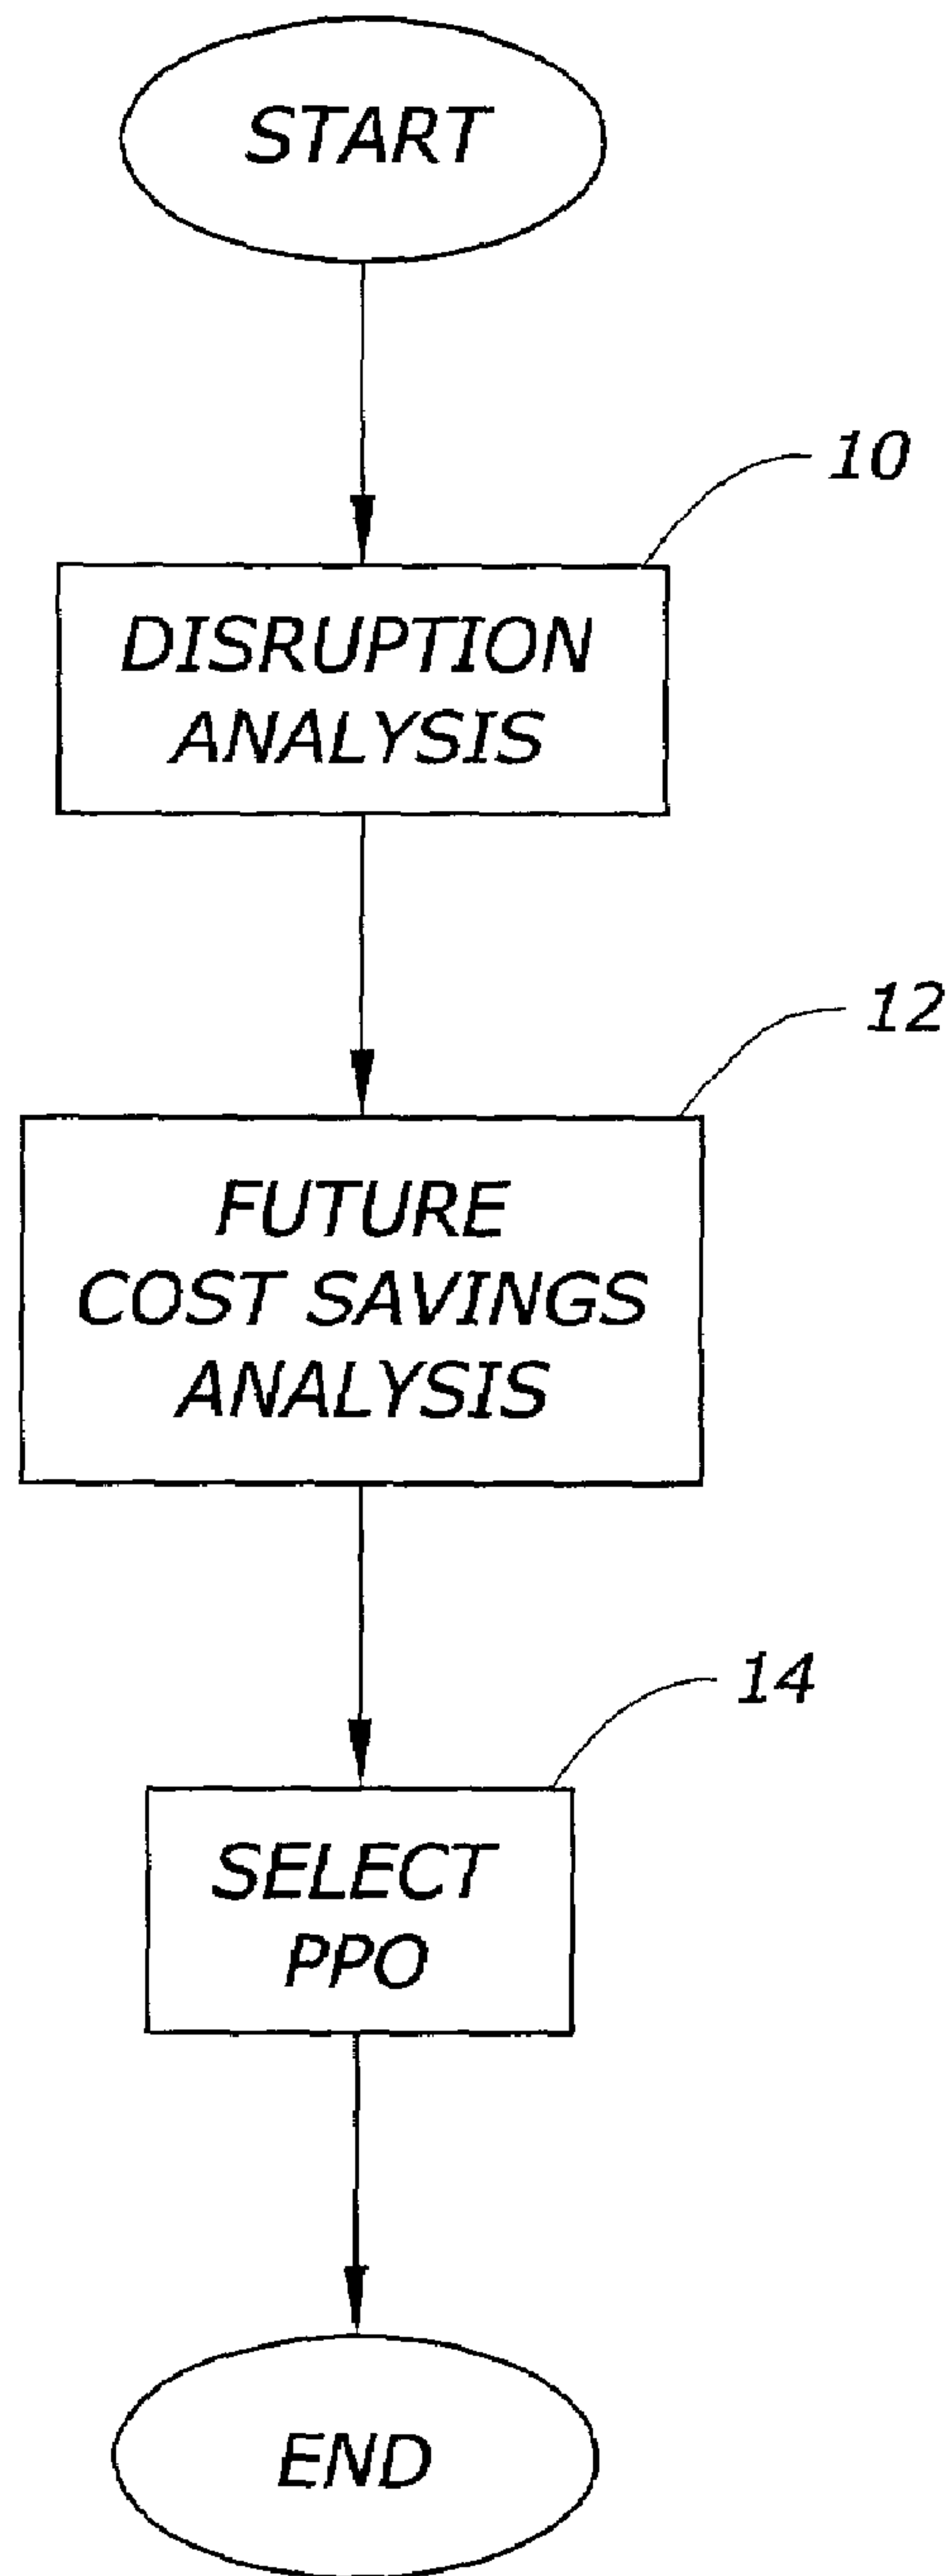 START
10
DISRUPTION
ANALYSIS
12
FUTURE
COST SAVINGS
ANALYSIS
14
SELECT
PPO
END